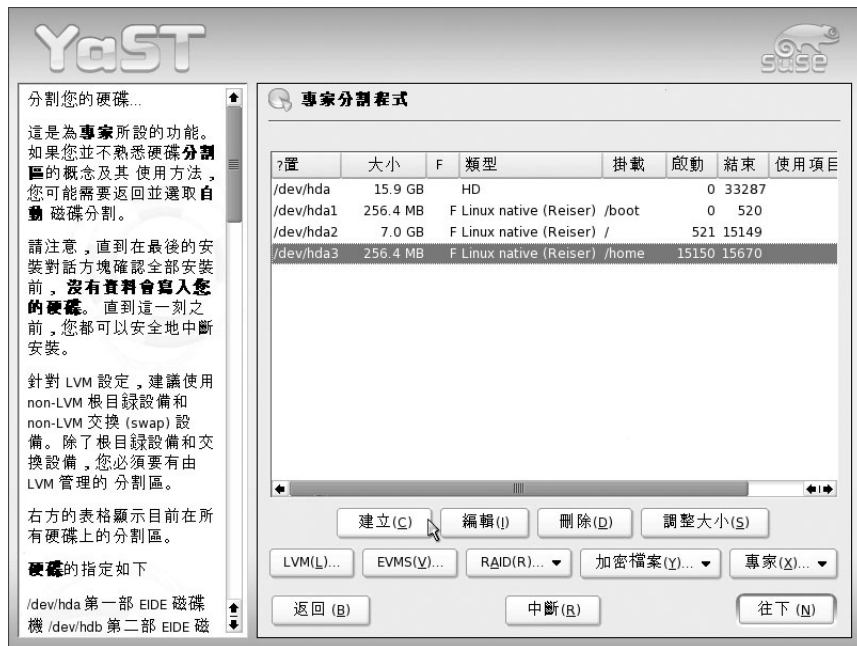 YaST
SUSE
分割您的硬碟...
這是為專家所設的功能。
如果您並不熟悉硬碟分割
區的概念及其 使用方法，
您可能需要返回並選取自
動 磁碟分割。
請注意，直到在最後的安
裝對話方塊確認全部安裝
前，沒有資料會寫入您
的硬碟。 直到這一刻之
前，您都可以安全地中斷
安裝。
針對 LVM 設定，建議使用
non-LVM 根目録設備和
non-LVM 交換 (swap) 設
備。除了根目録設備和交
換設備，您必須要有由
LVM 管理的 分割區。
右方的表格顯示目前在所
有硬碟上的分割區。
硬碟的指定如下
/dev/hda 第一部 EIDE 磁碟
機 /dev/hdb 第二部 EIDE 磁
專家分割程式
?置 大小 F 類型 掛載 啟動 結束 使用項目
/dev/hda 15.9 GB HD 0 33287
/dev/hda1 256.4 MB F Linux native (Reiser) /boot 0 520
/dev/hda2 7.0 GB F Linux native (Reiser) / 521 15149
/dev/hda3 256.4 MB F Linux native (Reiser) /home 15150 15670
建立(C) 編輯(I) 刪除(D) 調整大小(S)
LVM(L)... EVMS(V)... RAID(R)... 加密檔案(Y)... 專家(X)...
返回 (B) 中斷(R) 往下 (N)